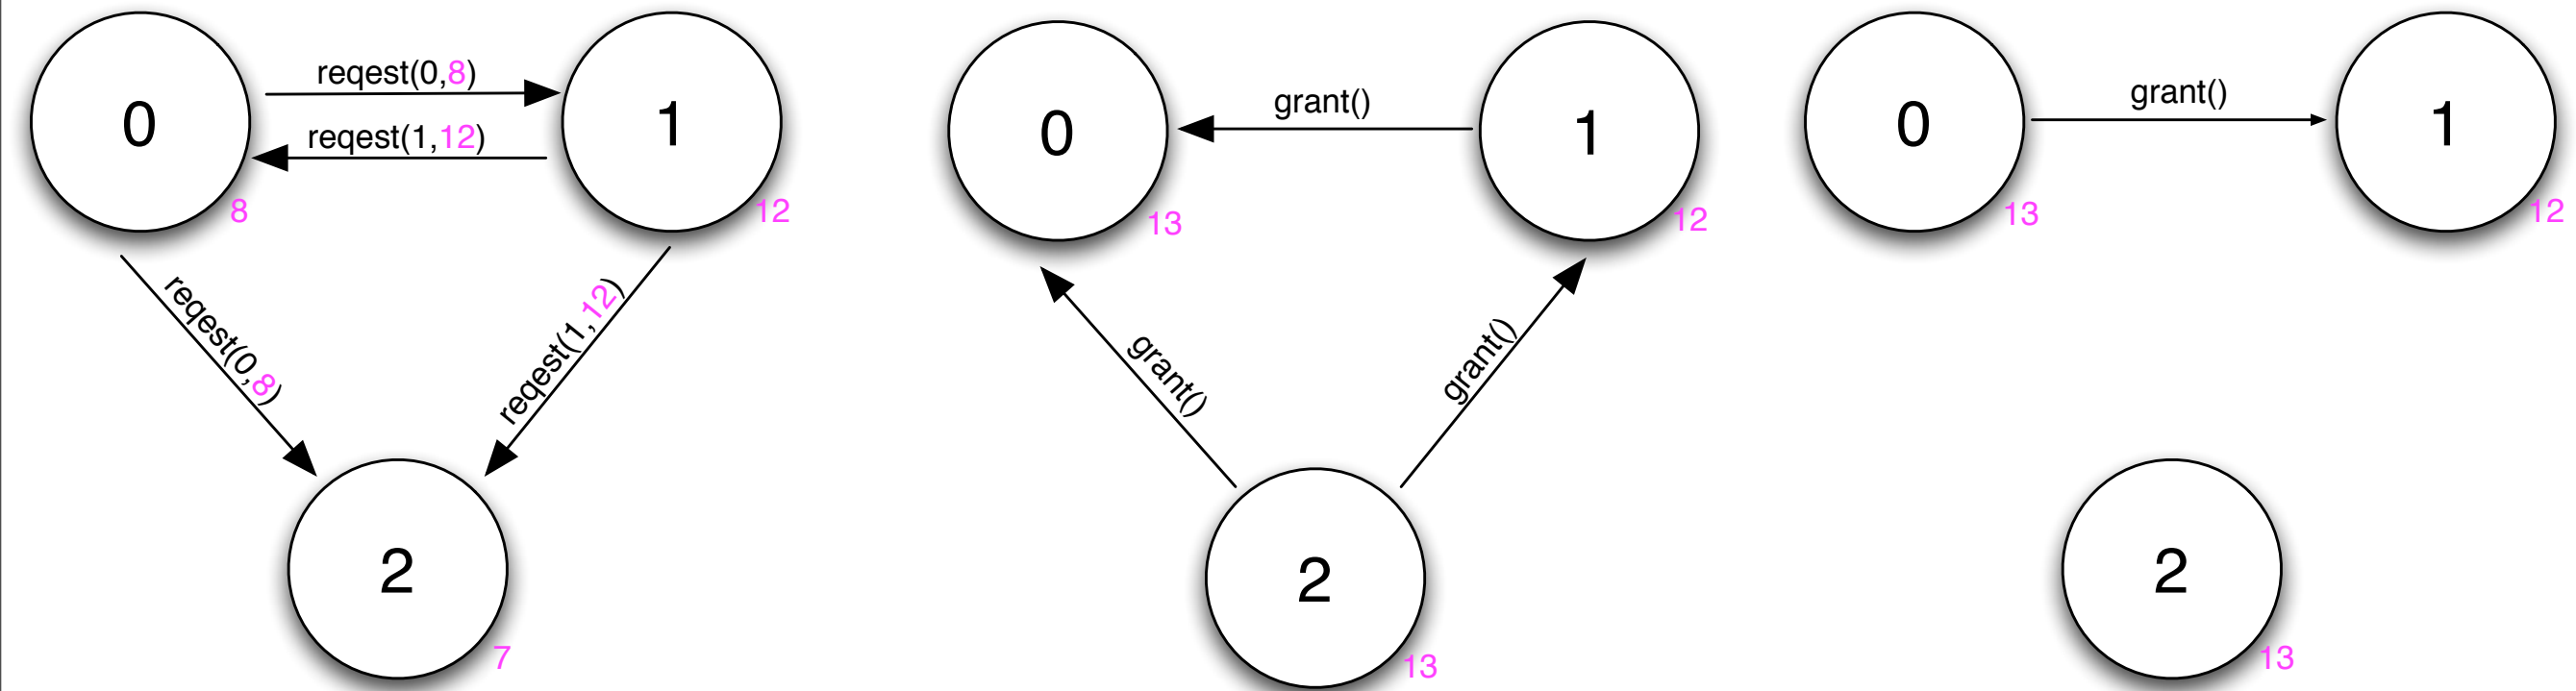 0
reqest(0,8)
reqest(1,12)
1
8
12
reqest(0,8)
reqest(1,12)
2
7
0
grant()
1
13
12
grant()
grant()
2
13
0
grant()
1
13
12
2
13